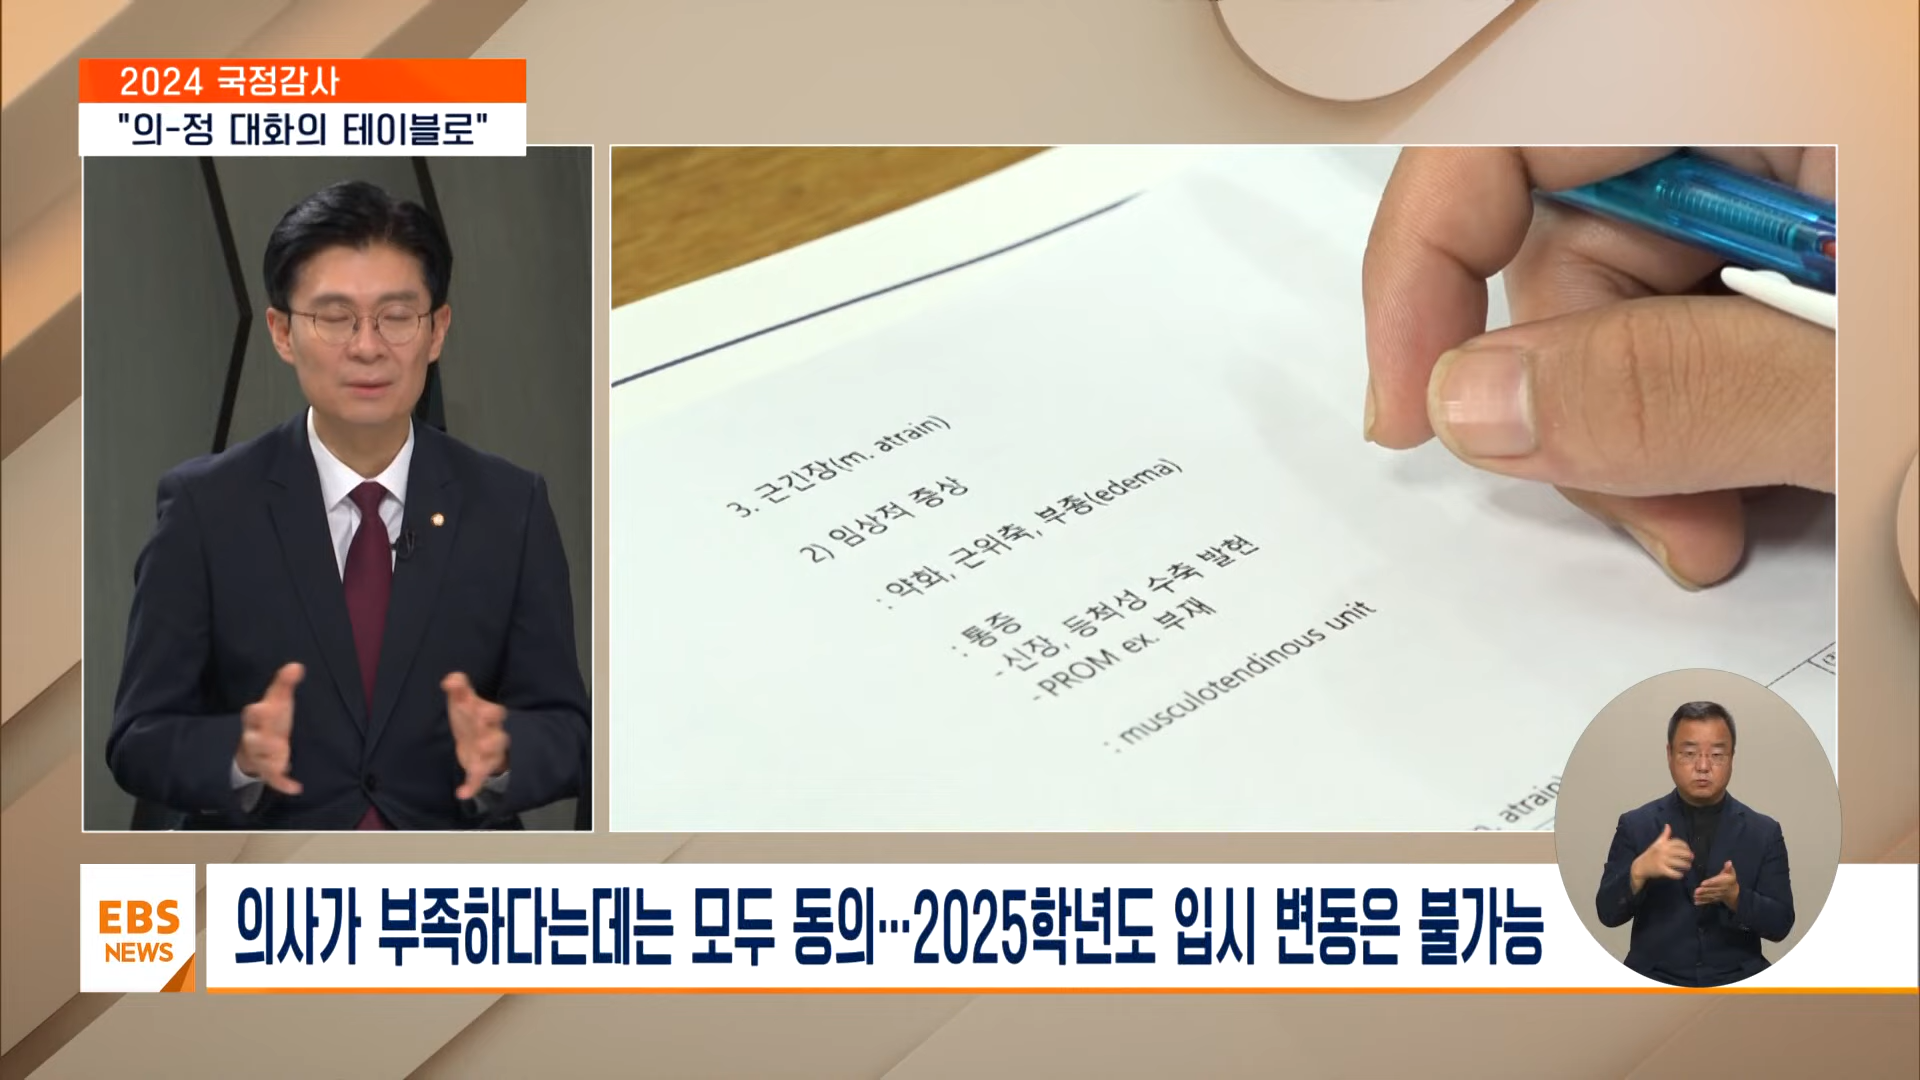 2024 국정감사
"의-정 대화의 테이블로"
3. 근긴장(m. atrain)
2) 임상적 증상
: 약화, 근위축, 부종(edema)
: 통증
- 신장, 등척성 수축 발현
- PROM ex. 부재
: musculotendinous unit
atrain)
EBS
NEWS
의사가 부족하다는데는 모두 동의…2025학년도 입시 변동은 불가능